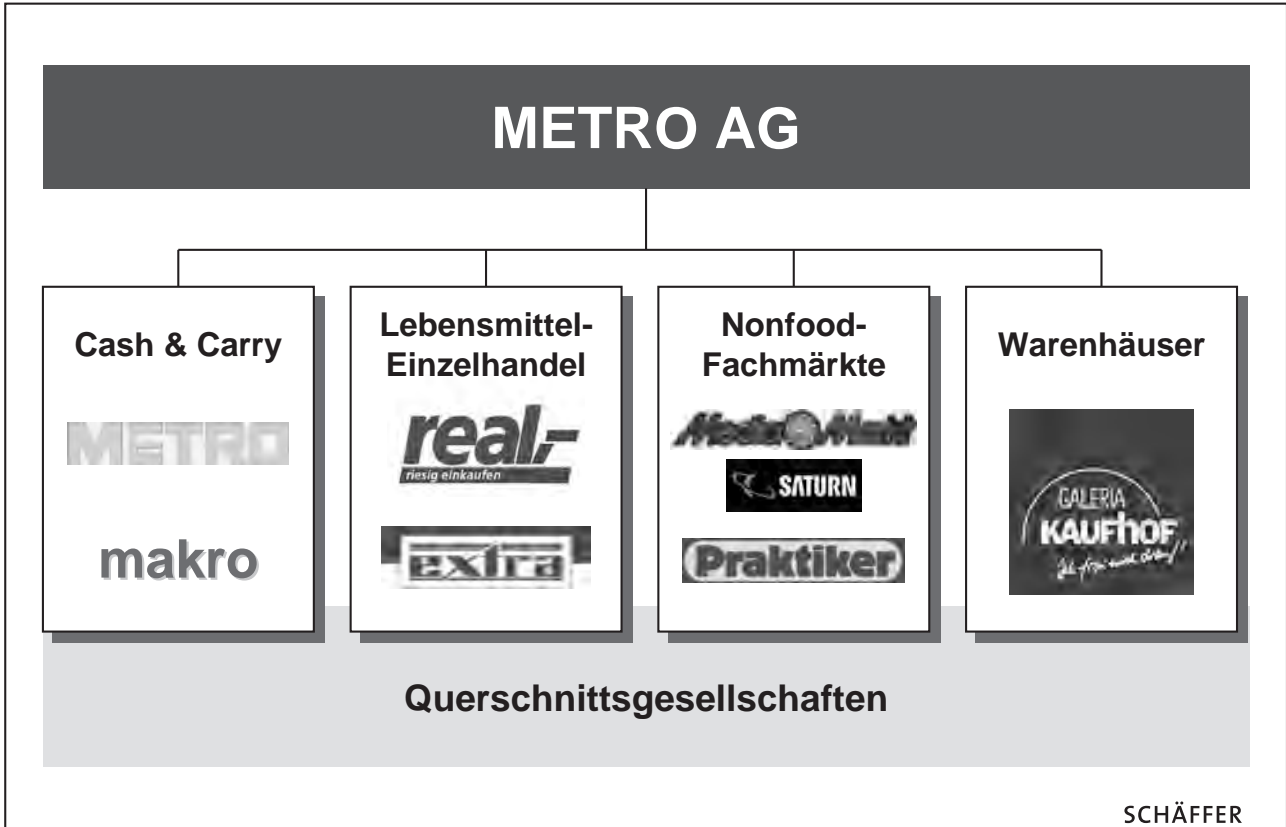 METRO AG
Cash & Carry
METRO
makro
Lebensmittel-
Einzelhandel
real,-
riesig einkaufen
extra
Nonfood-
Fachmärkte
Media Markt
SATURN
Praktiker
Warenhäuser
GALERIA
KAUFhOF
Querschnittsgesellschaften
SCHÄFFER